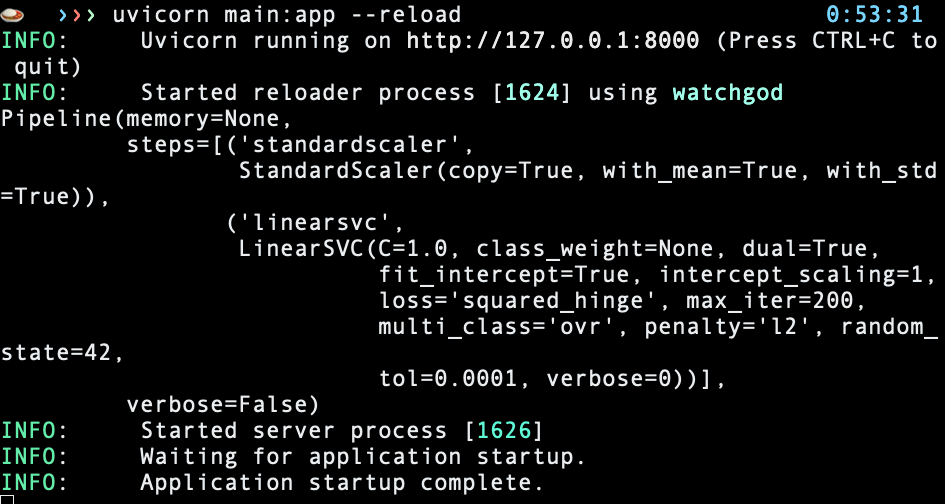 ❯❯❯ uvicorn main:app --reload 0:53:31
INFO:     Uvicorn running on http://127.0.0.1:8000 (Press CTRL+C to
 quit)
INFO:     Started reloader process [1624] using watchgod
Pipeline(memory=None,
         steps=[('standardscaler',
                 StandardScaler(copy=True, with_mean=True, with_std
=True)),
                ('linearsvc',
                 LinearSVC(C=1.0, class_weight=None, dual=True,
                           fit_intercept=True, intercept_scaling=1,
                           loss='squared_hinge', max_iter=200,
                           multi_class='ovr', penalty='l2', random_
state=42,
                           tol=0.0001, verbose=0))],
         verbose=False)
INFO:     Started server process [1626]
INFO:     Waiting for application startup.
INFO:     Application startup complete.